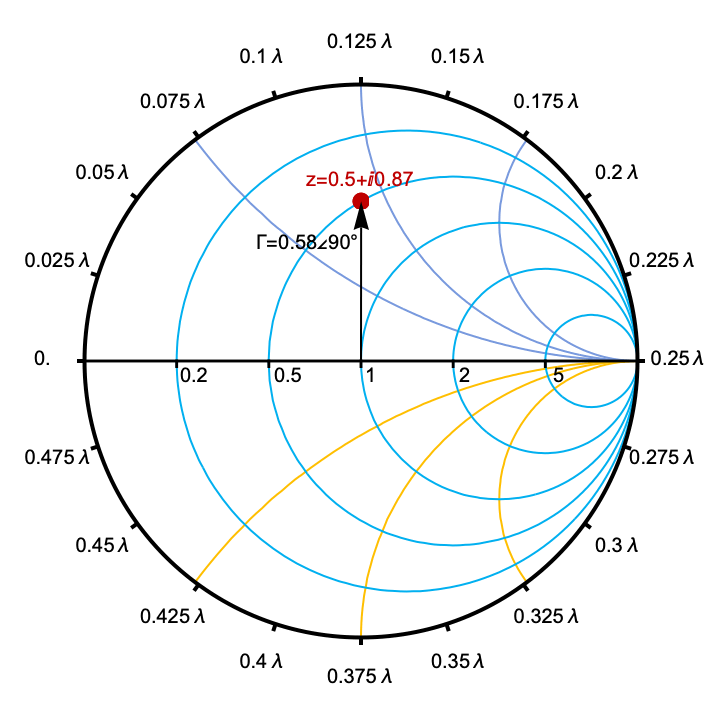 0.125 λ
0.1 λ
0.15 λ
0.075 λ
0.175 λ
0.05 λ
z=0.5+ⅈ0.87
0.2 λ
Γ=0.58∠90°
0.025 λ
0.225 λ
0.
0.25 λ
0.2
0.5
1
2
5
0.475 λ
0.275 λ
0.45 λ
0.3 λ
0.425 λ
0.325 λ
0.4 λ
0.35 λ
0.375 λ